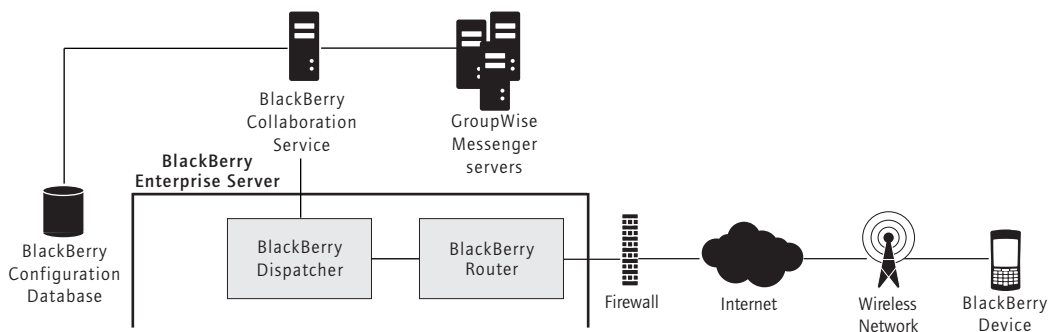 BlackBerry
Collaboration
Service
GroupWise
Messenger
servers
BlackBerry
Enterprise Server
BlackBerry
Configuration
Database
BlackBerry
Dispatcher
BlackBerry
Router
Firewall
Internet
Wireless
Network
BlackBerry
Device